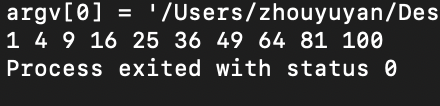 argv[0] = '/Users/zhouyuyan/Des
1 4 9 16 25 36 49 64 81 100
Process exited with status 0